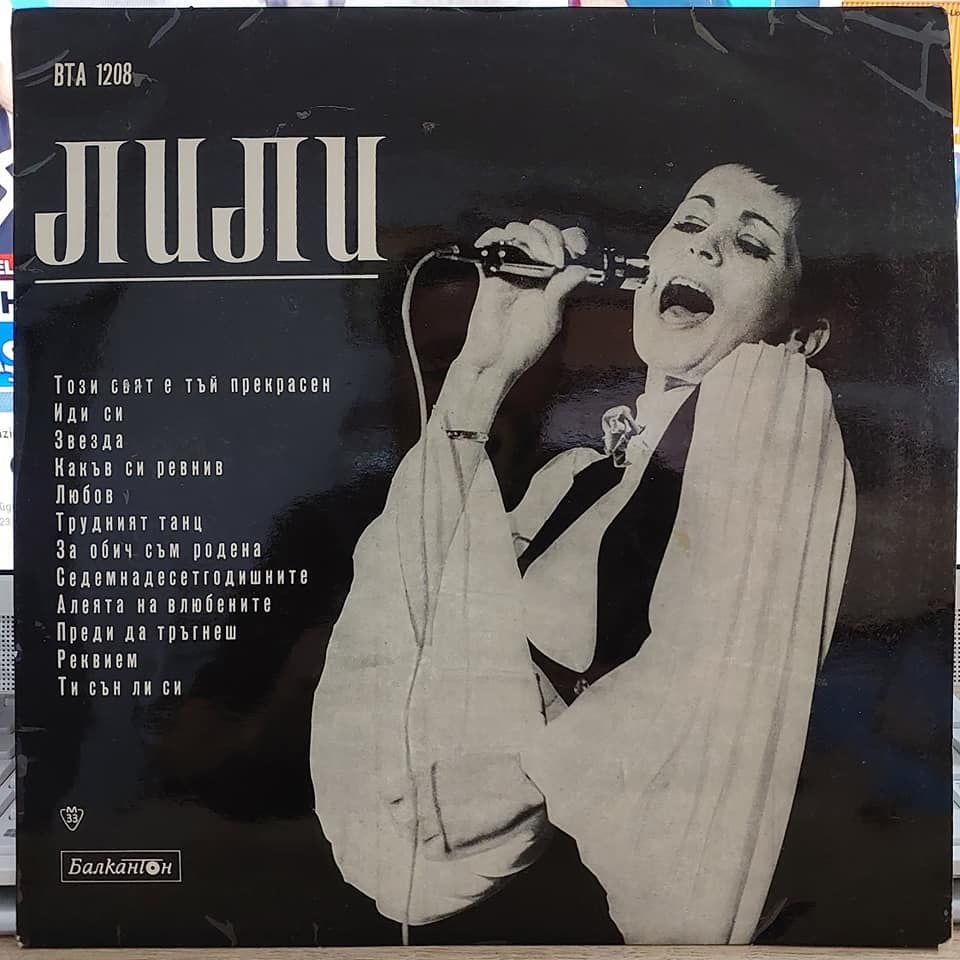 ВТА 1208
ЛИЛИ
Този свят е тъй прекрасен
Иди си
Звезда
Какъв си ревнив
Любов
Трудният танц
За обич съм родена
Седемнадесетгодишните
Алеята на влюбените
Преди да тръгнеш
Реквием
Ти сън ли си
М
33
Балкантон